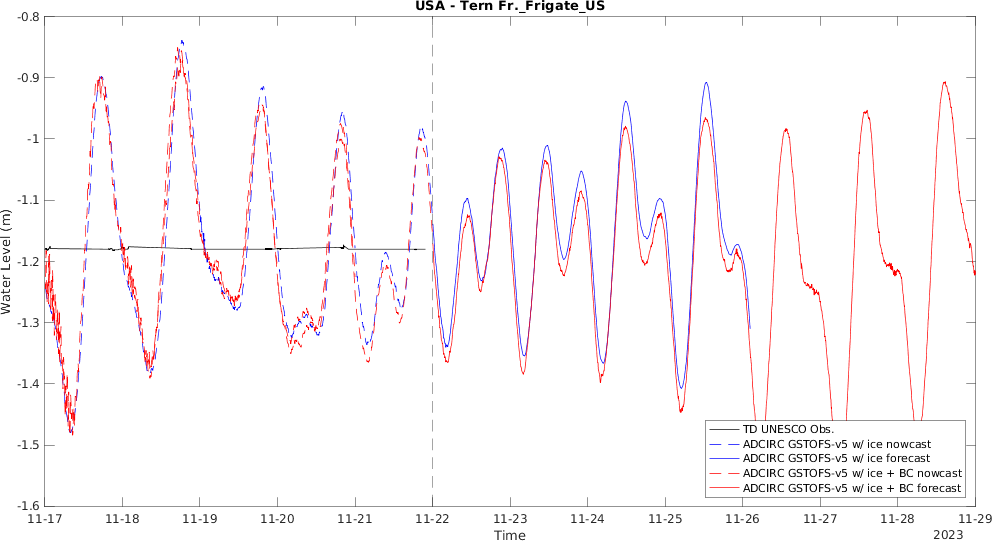 USA - Tern Fr._Frigate_US
-0.8
-0.9
-1
-1.1
-1.2
-1.3
-1.4
-1.5
-1.6
Water Level (m)
11-17
11-18
11-19
11-20
11-21
11-22
11-23
11-24
11-25
11-26
11-27
11-28
11-29
Time
2023
TD UNESCO Obs.
ADCIRC GSTOFS-v5 w/ ice nowcast
ADCIRC GSTOFS-v5 w/ ice forecast
ADCIRC GSTOFS-v5 w/ ice + BC nowcast
ADCIRC GSTOFS-v5 w/ ice + BC forecast